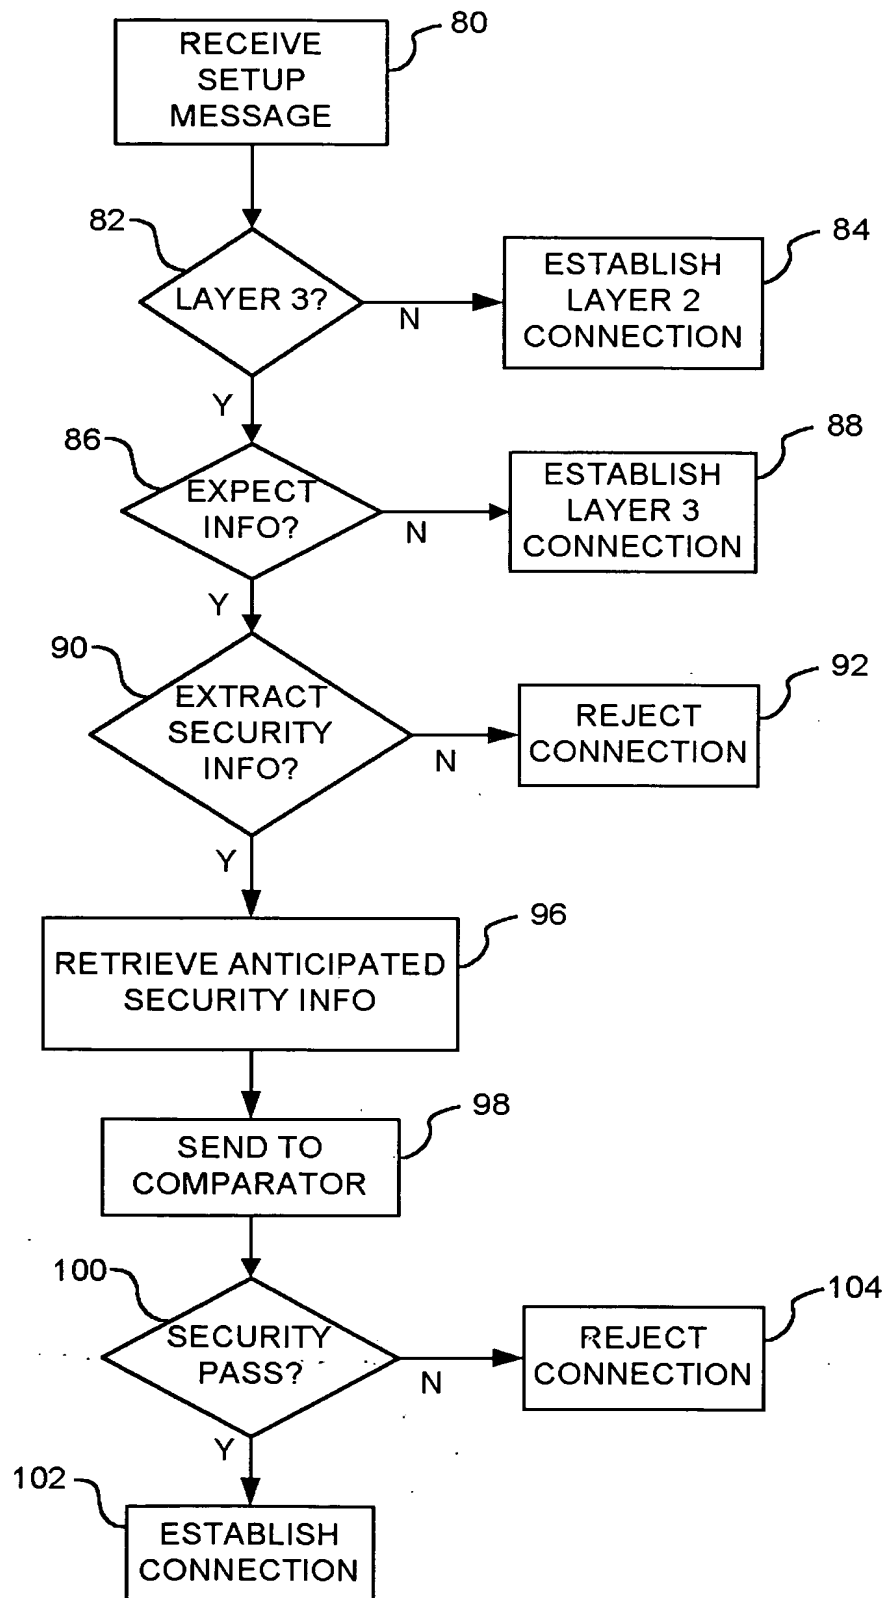 80
RECEIVE
SETUP
MESSAGE
82
LAYER 3?
N
84
ESTABLISH
LAYER 2
CONNECTION
Y
86
EXPECT
INFO?
N
88
ESTABLISH
LAYER 3
CONNECTION
Y
90
EXTRACT
SECURITY
INFO?
N
92
REJECT
CONNECTION
Y
96
RETRIEVE ANTICIPATED
SECURITY INFO
98
SEND TO
COMPARATOR
100
SECURITY
PASS?
N
104
REJECT
CONNECTION
Y
102
ESTABLISH
CONNECTION